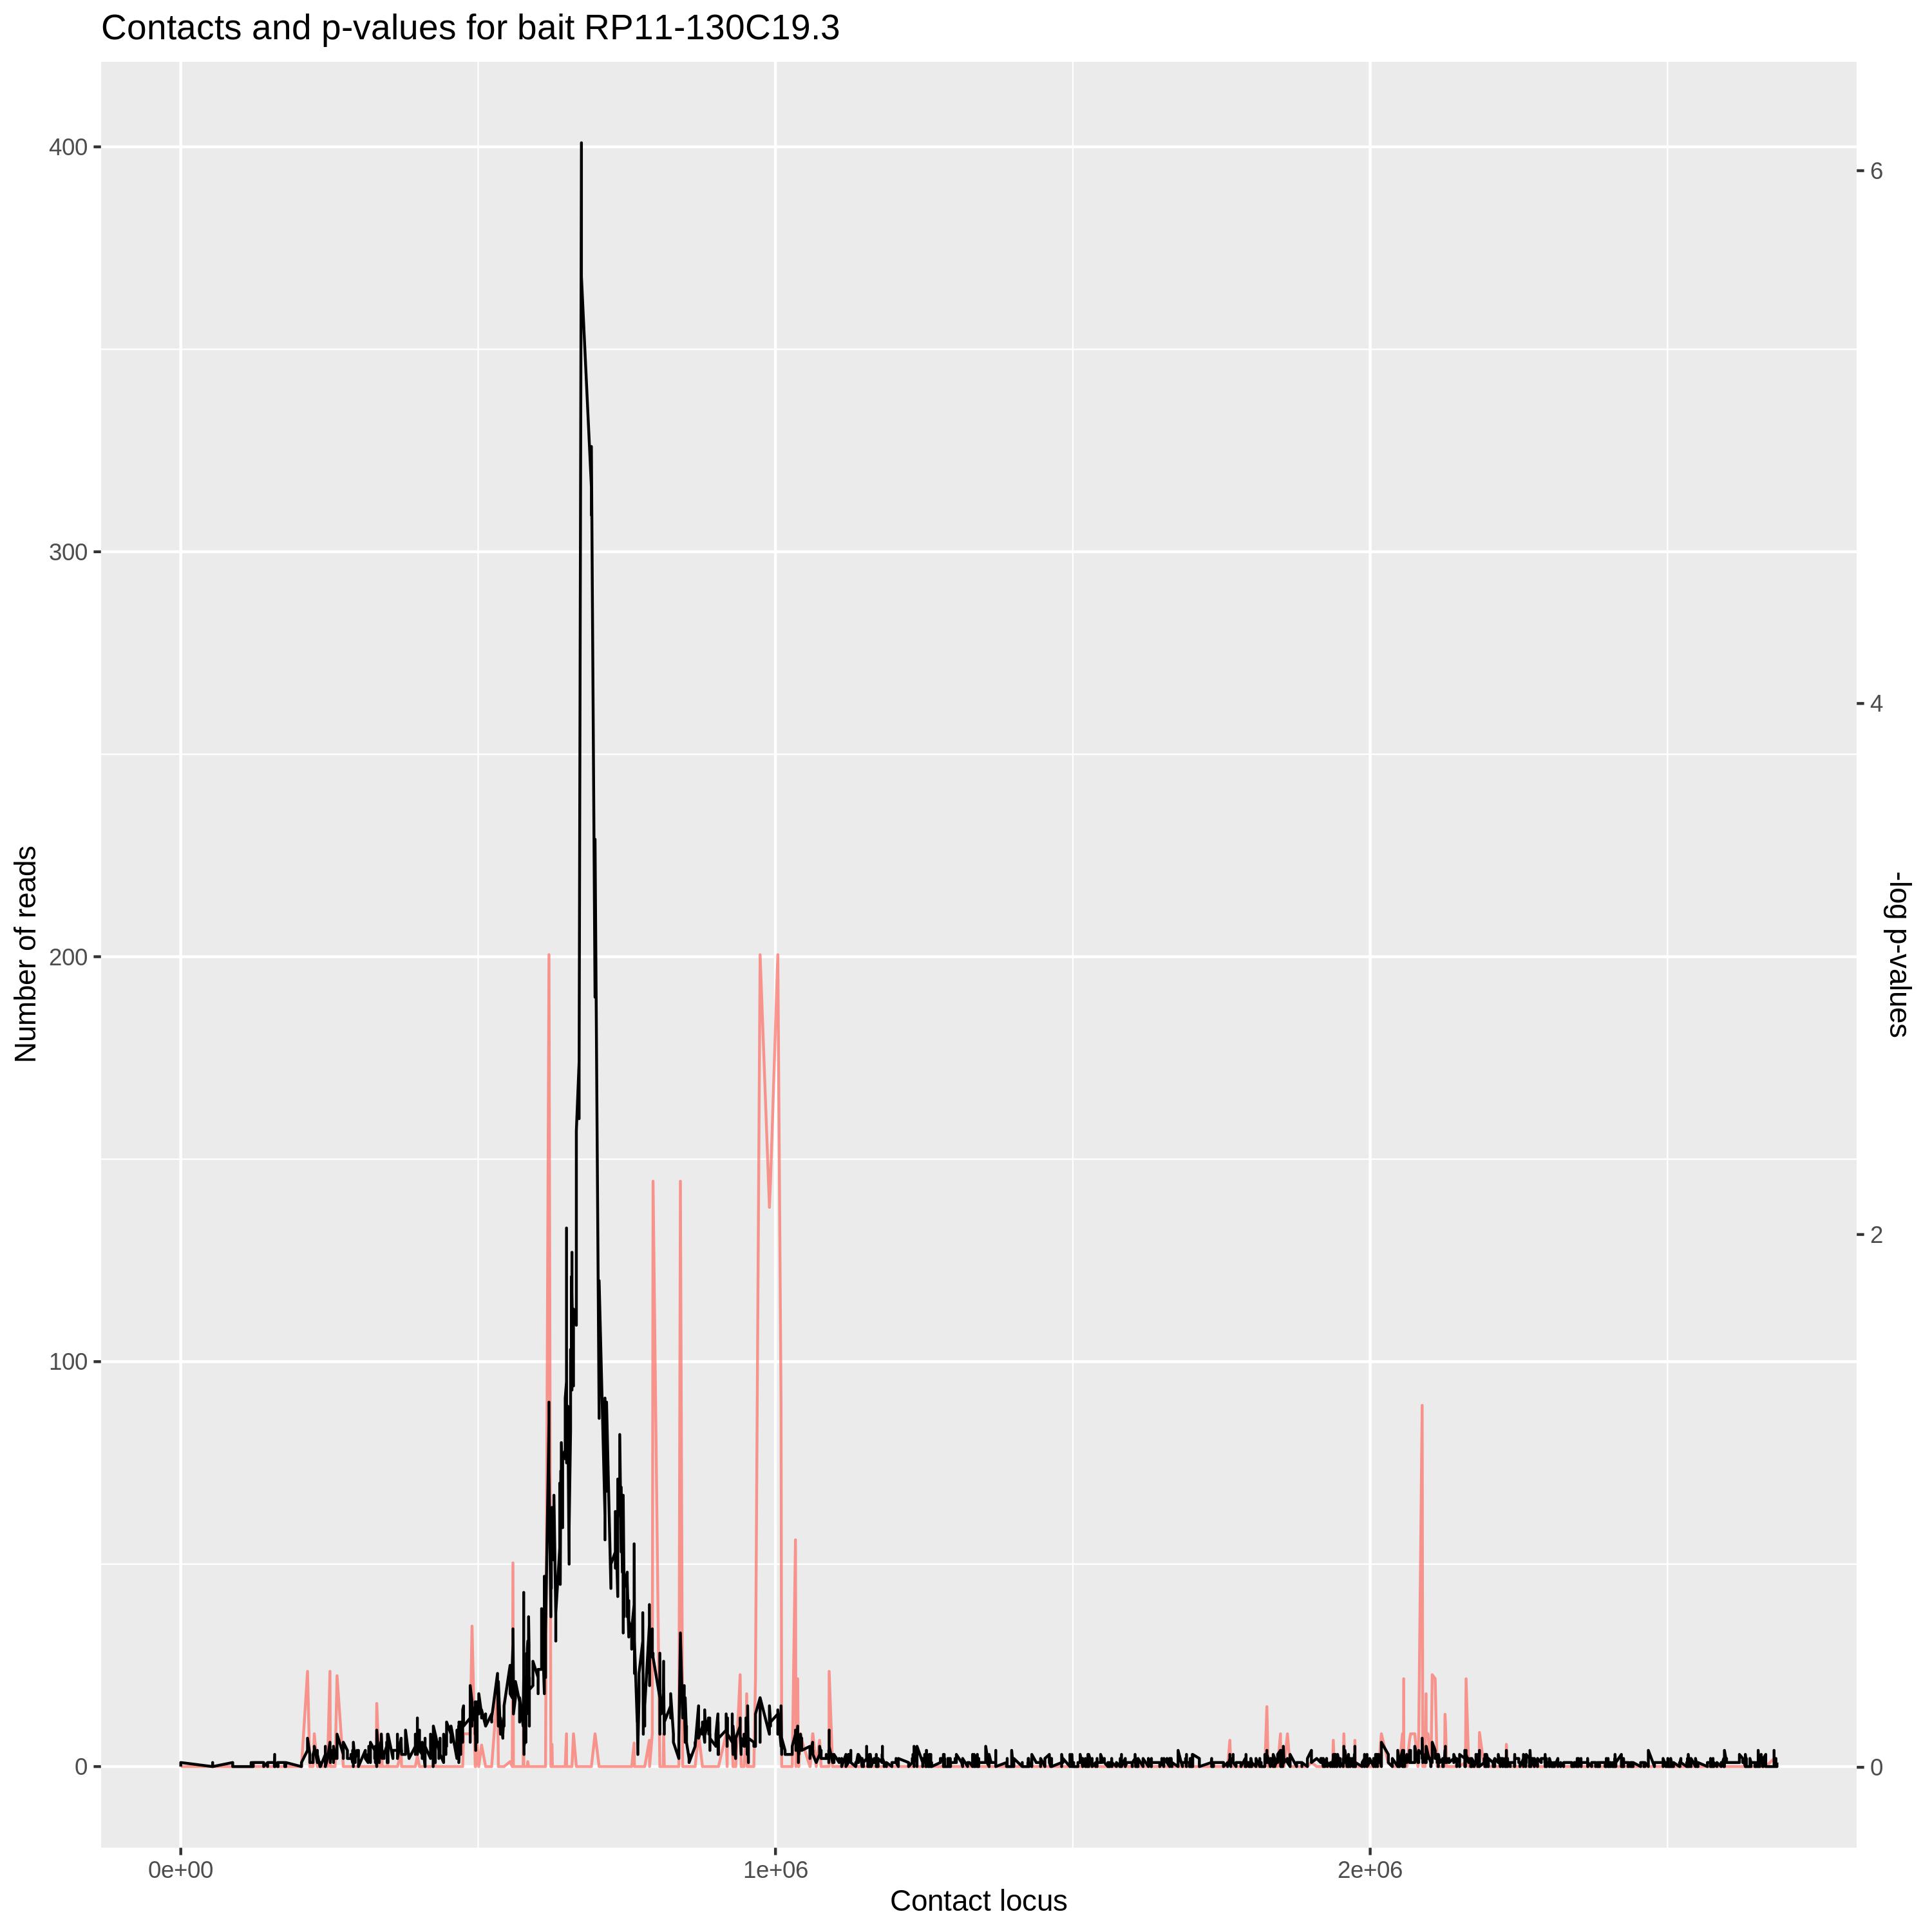 Contacts and p-values for bait RP11-130C19.3
400
300
200
100
0
Number of reads
6
4
2
0
-log p-values
0e+00
1e+06
2e+06
Contact locus